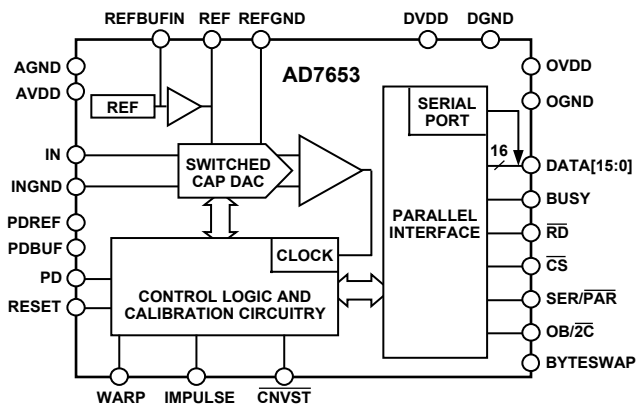 REFBUFIN REF REFGND DVDD DGND
AGND
AVDD
IN
INGND
PDREF
PDBUF
PD
RESET
AD7653
REF
SWITCHED
CAP DAC
CLOCK
CONTROL LOGIC AND
CALIBRATION CIRCUITRY
SERIAL
PORT
16
PARALLEL
INTERFACE
OVDD
OGND
DATA[15:0]
BUSY
RD
CS
SER/PAR
OB/2C
BYTESWAP
WARP IMPULSE CNVST